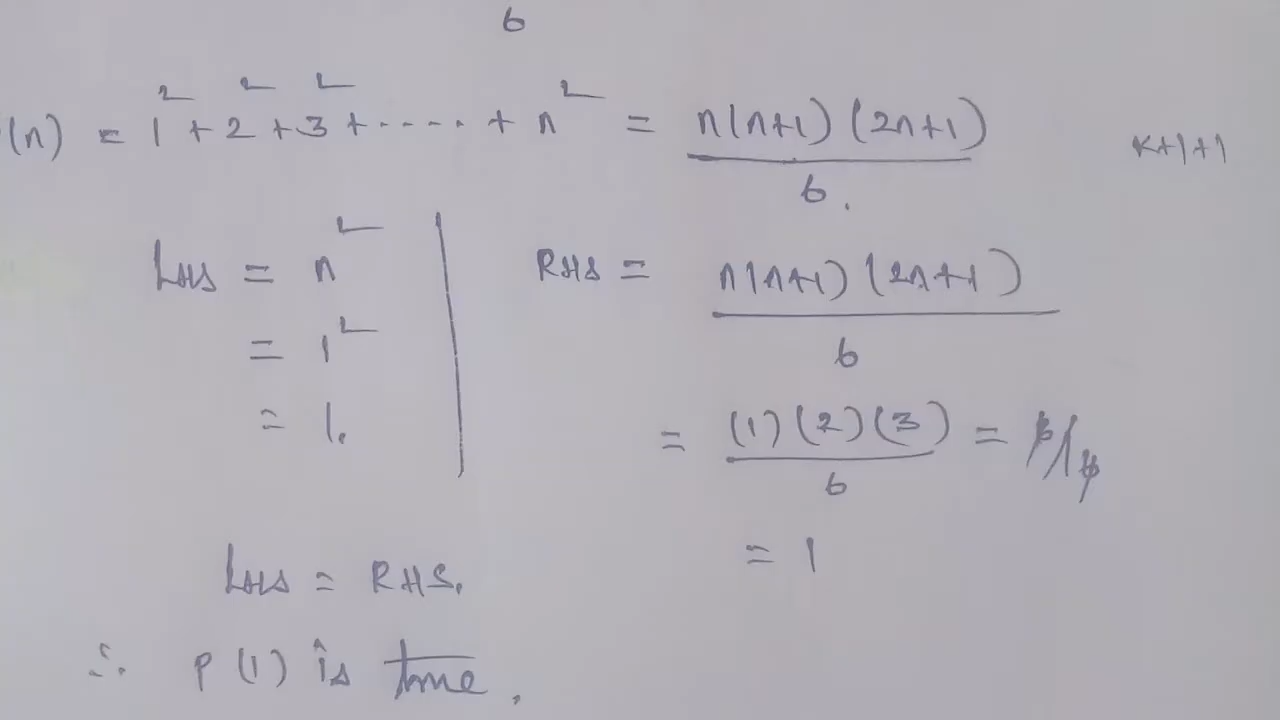 6
(n) = 1² + 2² + 3² + ..... + n² = n(n+1)(2n+1)
6.
k+1+1
LHS = n²
= 1²
= 1.
RHS = n(n+1)(2n+1)
6
= (1)(2)(3) = 6/6
6
= 1
LHS = RHS.
∴ P(1) is true,